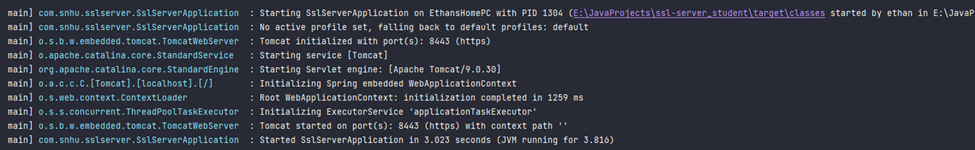 main] com.snhu.sslserver.SslServerApplication : Starting SslServerApplication on EthansHomePC with PID 1304 (E:\JavaProjects\ssl-server_student\target\classes started by ethan in E:\JavaP
main] com.snhu.sslserver.SslServerApplication : No active profile set, falling back to default profiles: default
main] o.s.b.w.embedded.tomcat.TomcatWebServer : Tomcat initialized with port(s): 8443 (https)
main] o.apache.catalina.core.StandardService : Starting service [Tomcat]
main] org.apache.catalina.core.StandardEngine : Starting Servlet engine: [Apache Tomcat/9.0.30]
main] o.a.c.c.C.[Tomcat].[localhost].[/] : Initializing Spring embedded WebApplicationContext
main] o.s.web.context.ContextLoader : Root WebApplicationContext: initialization completed in 1259 ms
main] o.s.s.concurrent.ThreadPoolTaskExecutor : Initializing ExecutorService 'applicationTaskExecutor'
main] o.s.b.w.embedded.tomcat.TomcatWebServer : Tomcat started on port(s): 8443 (https) with context path ''
main] com.snhu.sslserver.SslServerApplication : Started SslServerApplication in 3.023 seconds (JVM running for 3.816)